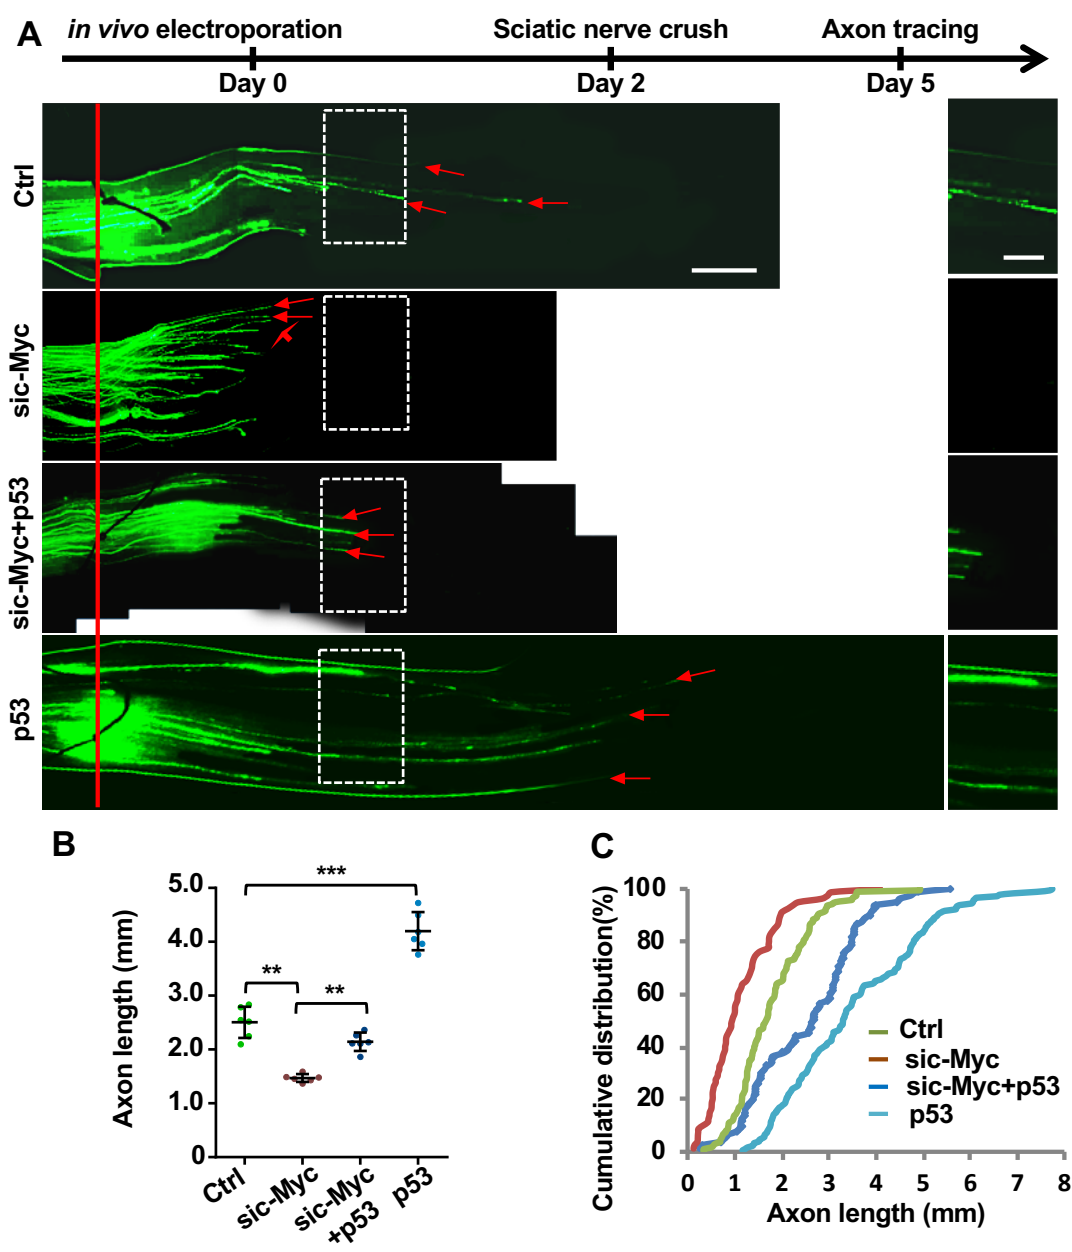 A
in vivo electroporation
Sciatic nerve crush
Axon tracing
Day 0
Day 2
Day 5
Ctrl
sic-Myc
sic-Myc+p53
p53
B
Axon length (mm)
5.0
4.0
3.0
2.0
1.0
0
***
**
**
Ctrl
sic-Myc
sic-Myc
+p53
p53
C
Cumulative distribution(%)
100
80
60
40
20
0
Ctrl
sic-Myc
sic-Myc+p53
p53
0 1 2 3 4 5 6 7 8
Axon length (mm)